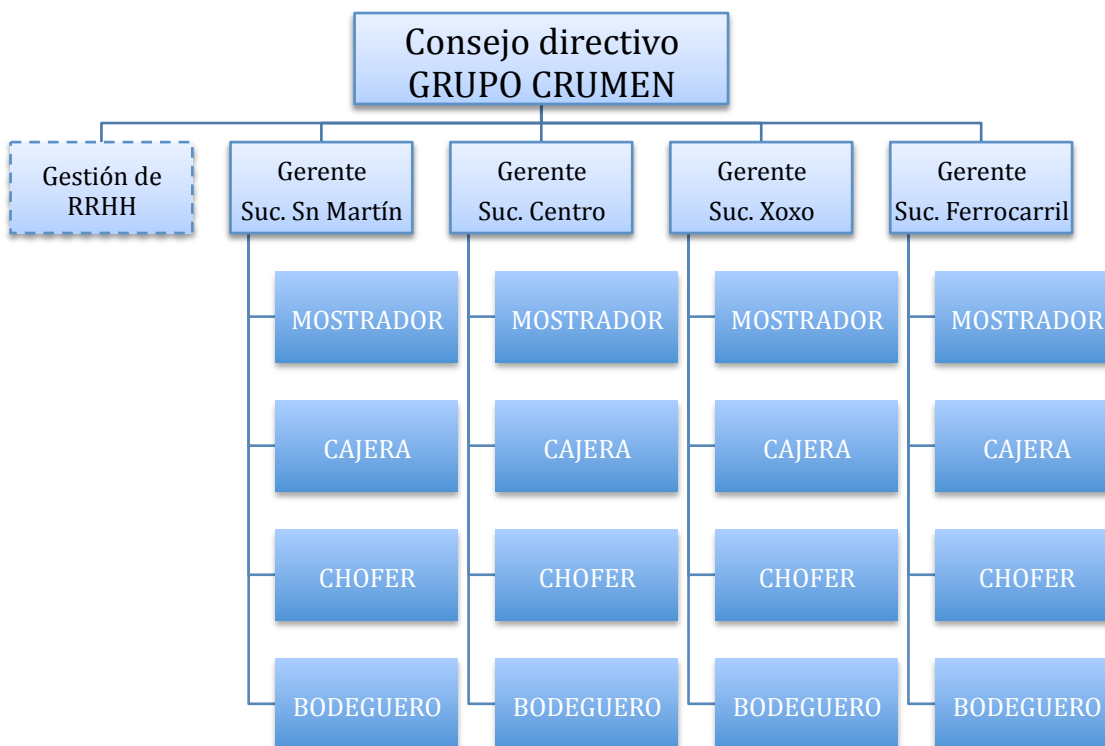 Consejo directivo
GRUPO CRUMEN
Gestión de
RRHH
Gerente
Suc. Sn Martín
Gerente
Suc. Centro
Gerente
Suc. Xoxo
Gerente
Suc. Ferrocarril
MOSTRADOR
CAJERA
CHOFER
BODEGUERO
MOSTRADOR
CAJERA
CHOFER
BODEGUERO
MOSTRADOR
CAJERA
CHOFER
BODEGUERO
MOSTRADOR
CAJERA
CHOFER
BODEGUERO